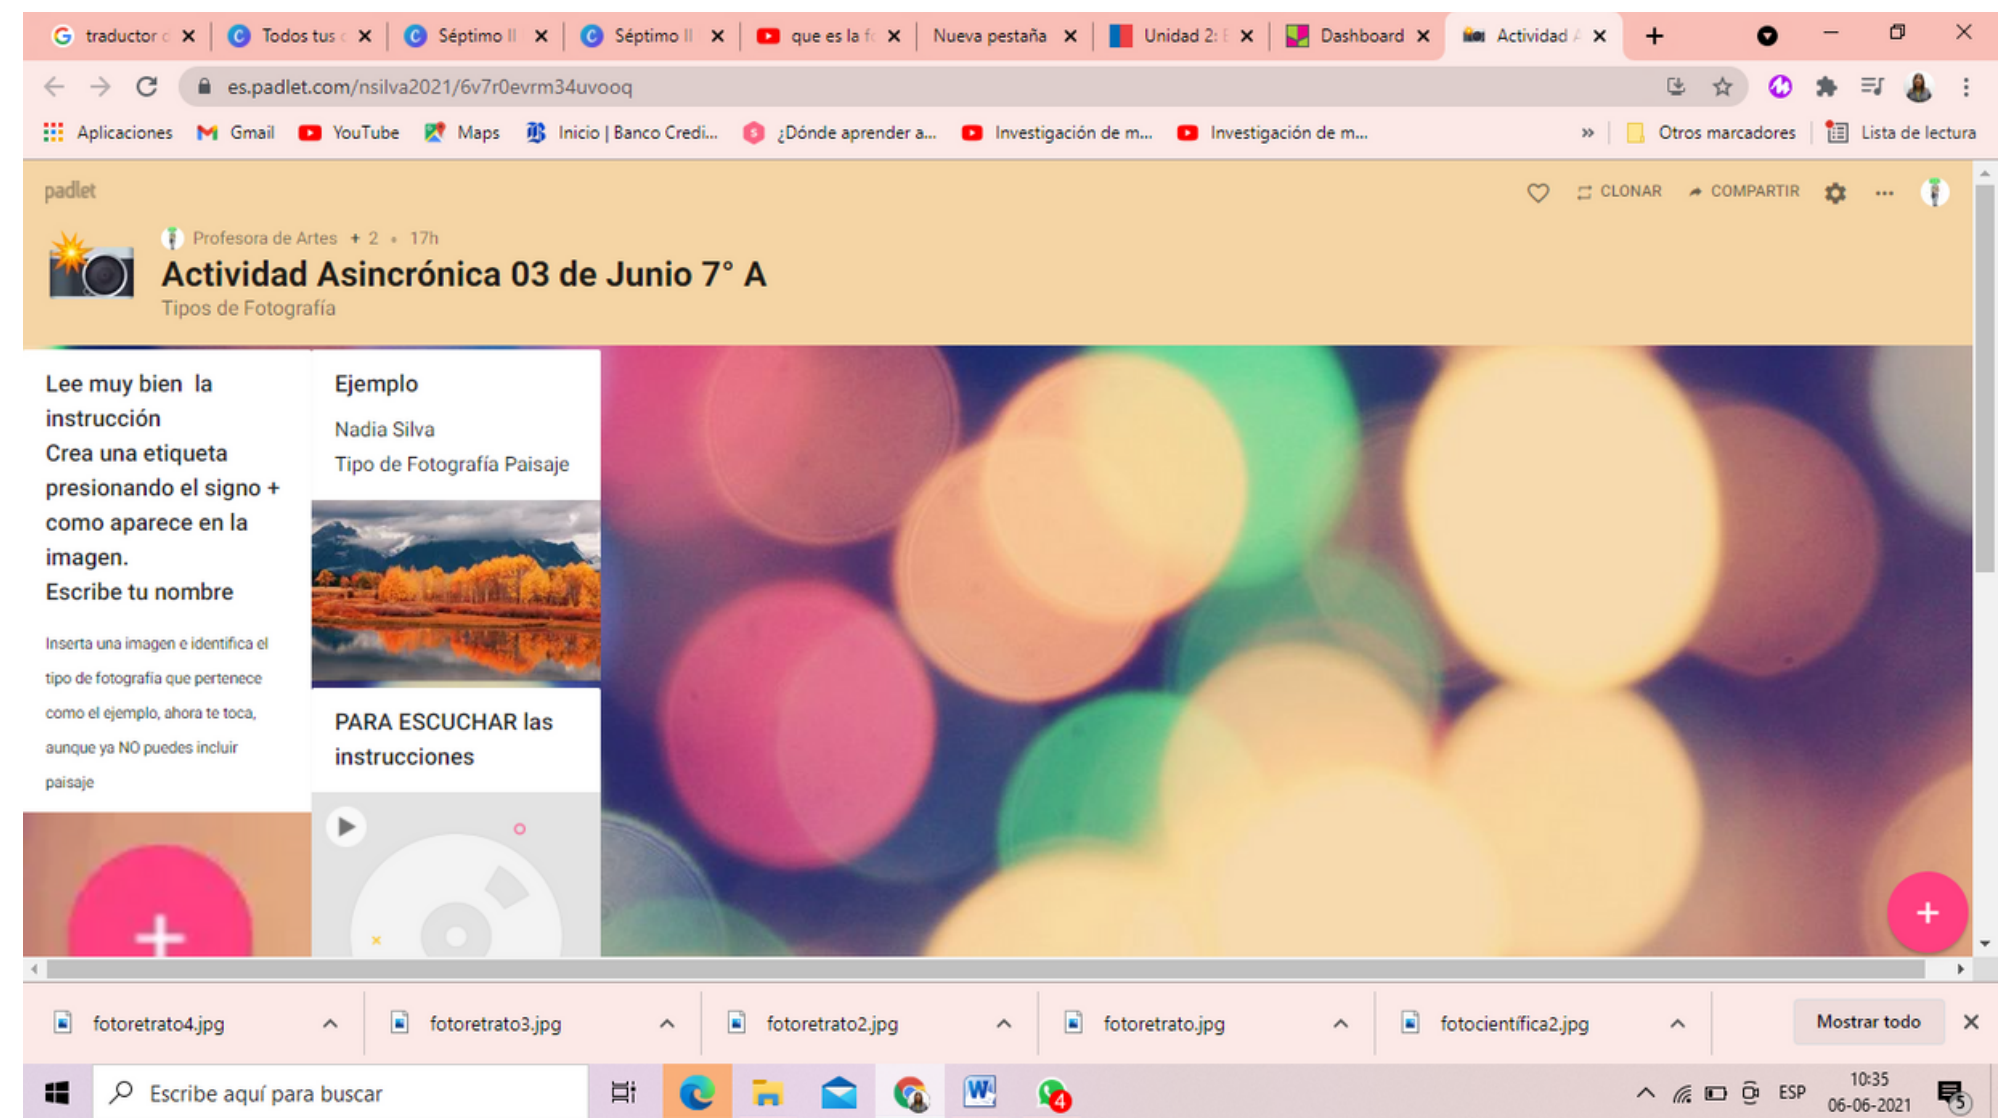 traductor d
Todos tus c
Séptimo II
Séptimo II
que es la fo
Nueva pestaña
Unidad 2: E
Dashboard
Actividad A
es.padlet.com/nsilva2021/6v7r0evrm34uvooq
Aplicaciones
Gmail
YouTube
Maps
Inicio | Banco Credi...
¿Dónde aprender a...
Investigación de m...
Investigación de m...
»
Otros marcadores
Lista de lectura
padlet
CLONAR
COMPARTIR
Profesora de Artes + 2 • 17h
Actividad Asincrónica 03 de Junio 7° A
Tipos de Fotografía
Lee muy bien la
instrucción
Crea una etiqueta
presionando el signo +
como aparece en la
imagen.
Escribe tu nombre
Inserta una imagen e identifica el
tipo de fotografia que pertenece
como el ejemplo, ahora te toca,
aunque ya NO puedes incluir
paisaje
Ejemplo
Nadia Silva
Tipo de Fotografía Paisaje
PARA ESCUCHAR las
instrucciones
fotoretrato4.jpg
fotoretrato3.jpg
fotoretrato2.jpg
fotoretrato.jpg
fotocientífica2.jpg
Mostrar todo
Escribe aquí para buscar
4
ESP
10:35
06-06-2021
5